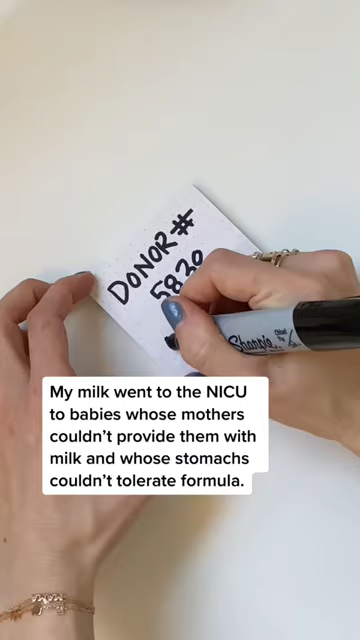 DONOR #
5820
Sharpie
My milk went to the NICU
to babies whose mothers
couldn't provide them with
milk and whose stomachs
couldn't tolerate formula.